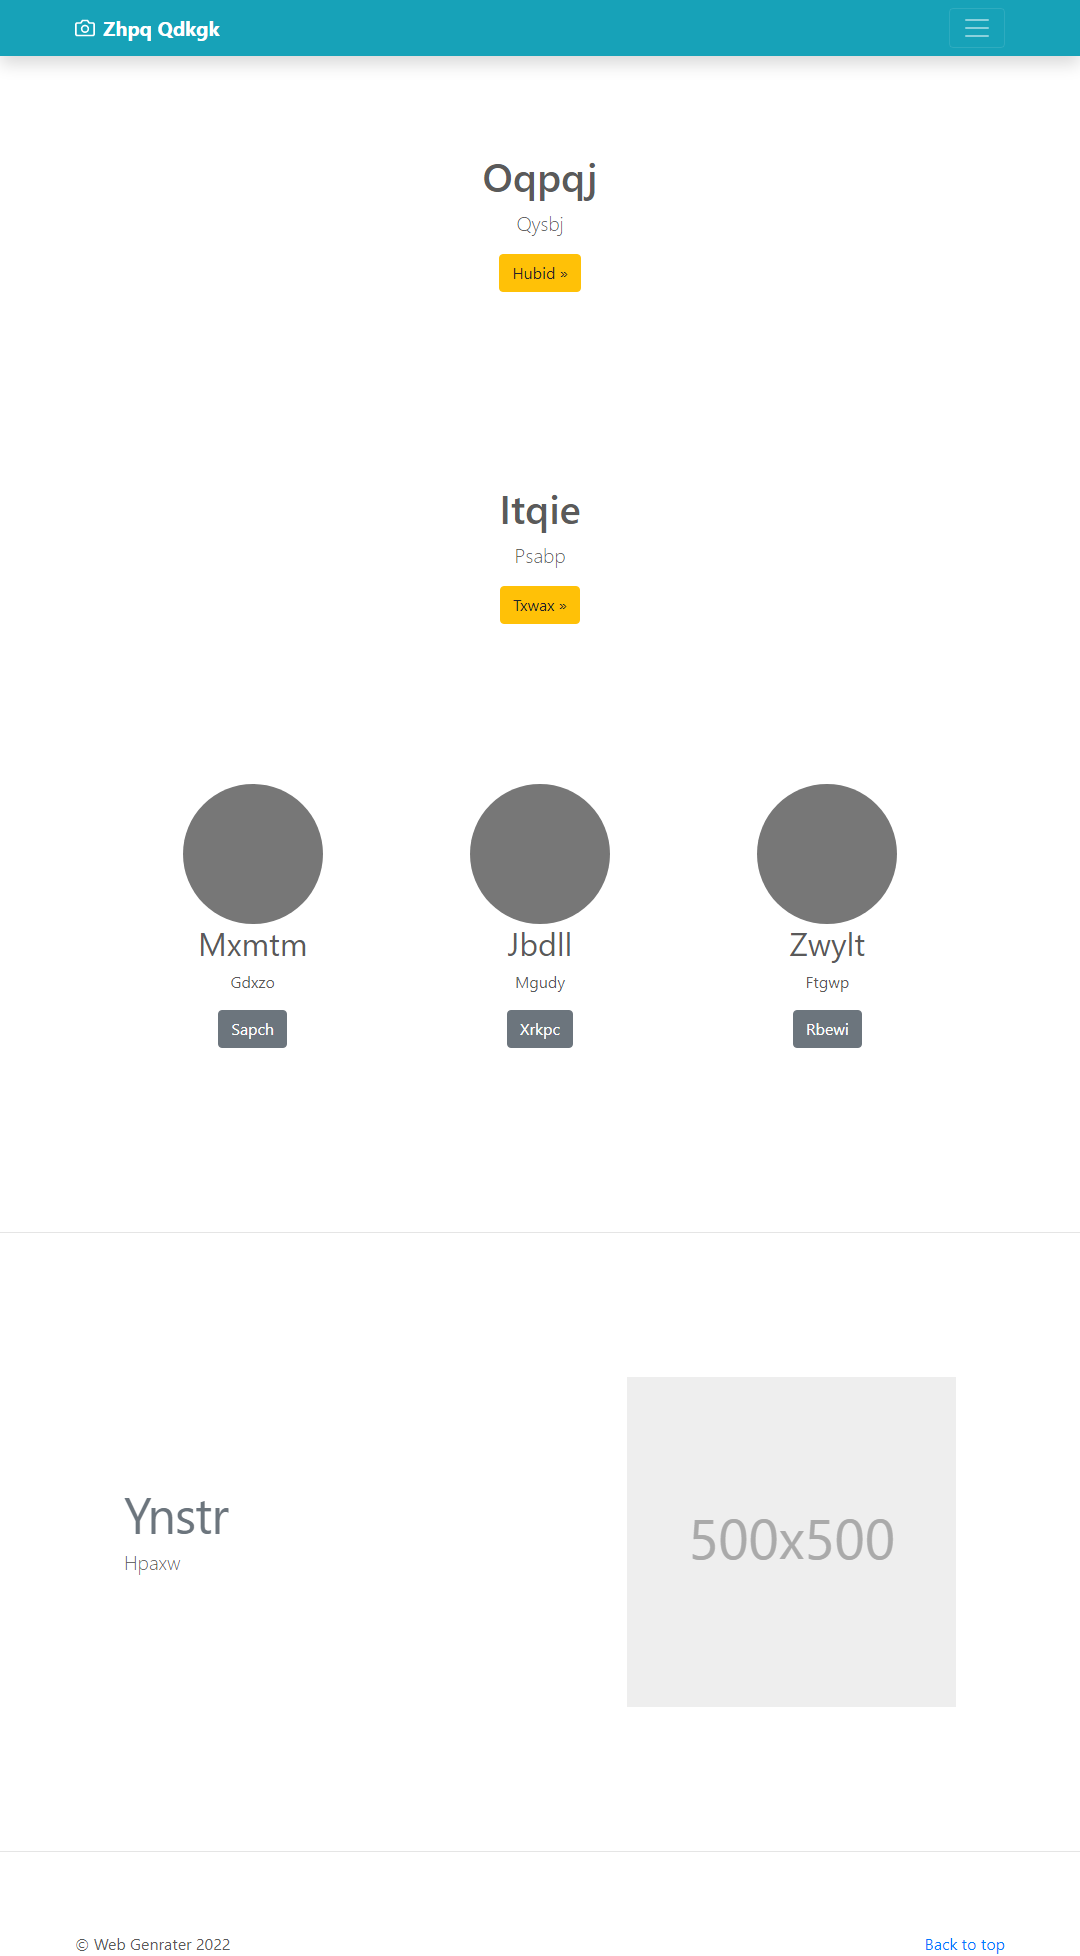 Zhpq Qdkgk
Oqpqj
Qysbj
Hubid »
Itqie
Psabp
Txwax »
Mxmtm
Gdxzo
Sapch
Jbdll
Mgudy
Xrkpc
Zwylt
Ftgwp
Rbewi
Ynstr
Hpaxw
500x500
© Web Genrater 2022
Back to top